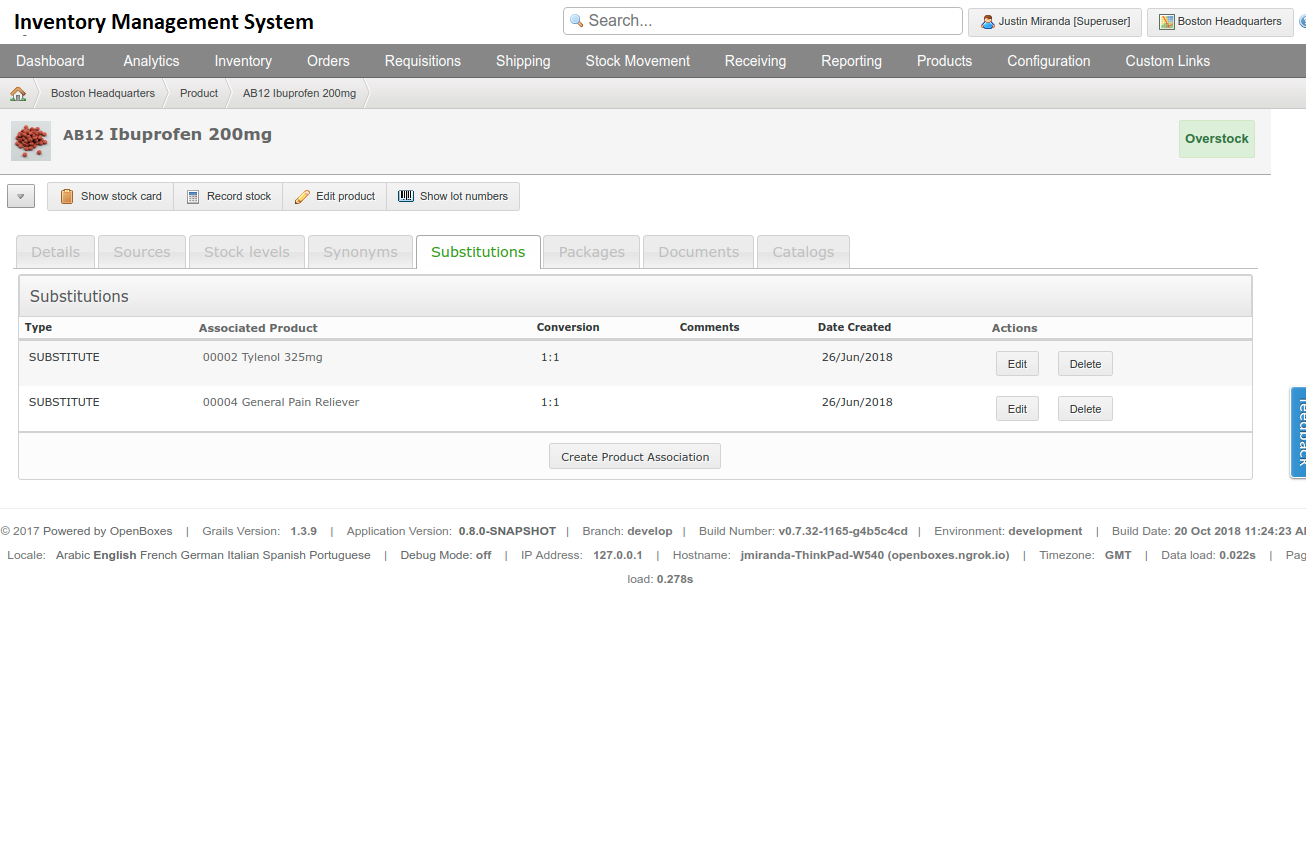 Inventory Management System
Search...
Justin Miranda [Superuser]
Boston Headquarters
Dashboard Analytics Inventory Orders Requisitions Shipping Stock Movement Receiving Reporting Products Configuration Custom Links
Boston Headquarters Product AB12 Ibuprofen 200mg
AB12 Ibuprofen 200mg
Overstock
Show stock card Record stock Edit product Show lot numbers
Details Sources Stock levels Synonyms Substitutions Packages Documents Catalogs
Substitutions
Type Associated Product Conversion Comments Date Created Actions
SUBSTITUTE 00002 Tylenol 325mg 1:1 26/Jun/2018 Edit Delete
SUBSTITUTE 00004 General Pain Reliever 1:1 26/Jun/2018 Edit Delete
feedback
Create Product Association
© 2017 Powered by OpenBoxes | Grails Version: 1.3.9 | Application Version: 0.8.0-SNAPSHOT | Branch: develop | Build Number: v0.7.32-1165-g4b5c4cd | Environment: development | Build Date: 20 Oct 2018 11:24:23
Locale: Arabic English French German Italian Spanish Portuguese | Debug Mode: off | IP Address: 127.0.0.1 | Hostname: jmiranda-ThinkPad-W540 (openboxes.ngrok.io) | Timezone: GMT | Data load: 0.022s | Pag
load: 0.278s